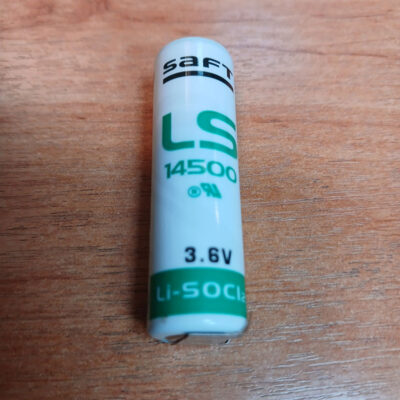 SAFT
LS
14500
®
3.6V
Li-SOCl₂